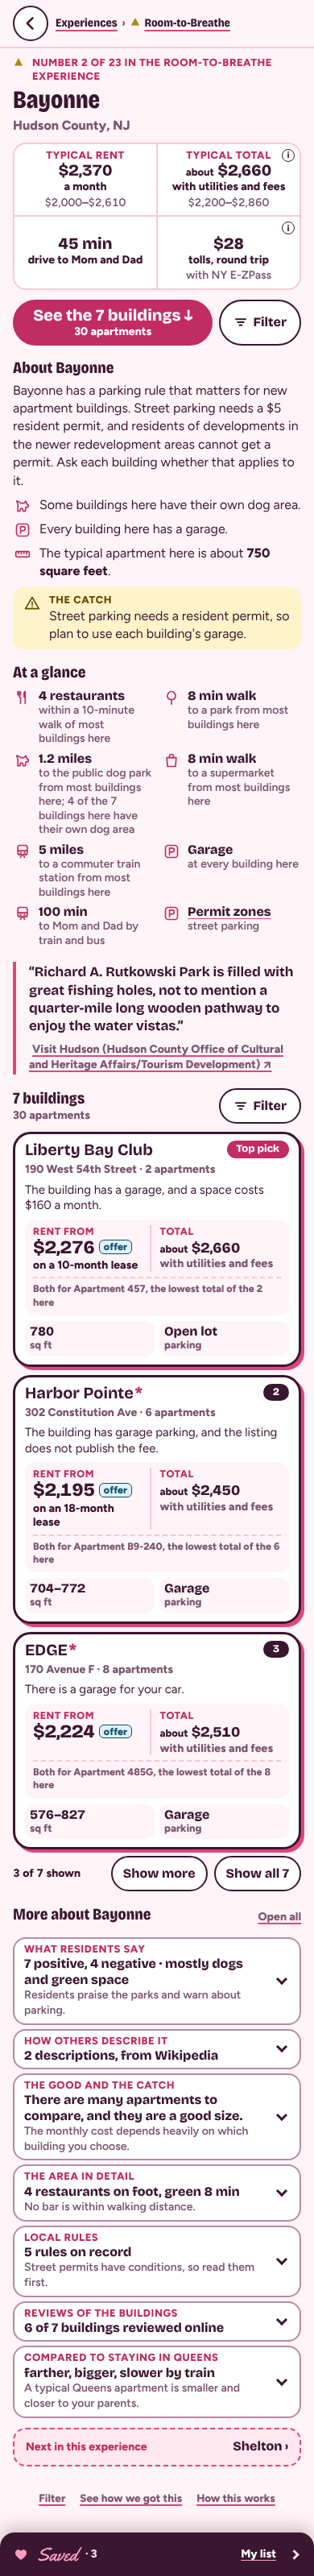 Experiences › Room-to-Breathe
NUMBER 2 OF 23 IN THE ROOM-TO-BREATHE
EXPERIENCE
Bayonne
Hudson County, NJ
TYPICAL RENT
$2,370
a month
$2,000–$2,610
TYPICAL TOTAL
about $2,660
with utilities and fees
$2,200–$2,860
45 min
drive to Mom and Dad
$28
tolls, round trip
with NY E-ZPass
See the 7 buildings ↓
30 apartments
Filter
About Bayonne
Bayonne has a parking rule that matters for new
apartment buildings. Street parking needs a $5
resident permit, and residents of developments in
the newer redevelopment areas cannot get a
permit. Ask each building whether that applies to
it.
Some buildings here have their own dog area.
Every building here has a garage.
The typical apartment here is about 750
square feet.
THE CATCH
Street parking needs a resident permit, so
plan to use each building's garage.
At a glance
4 restaurants
within a 10-minute
walk of most
buildings here
8 min walk
to a park from most
buildings here
1.2 miles
to the public dog park
from most buildings
here; 4 of the 7
buildings here have
their own dog area
8 min walk
to a supermarket
from most buildings
here
5 miles
to a commuter train
station from most
buildings here
Garage
at every building here
100 min
to Mom and Dad by
train and bus
Permit zones
street parking
“Richard A. Rutkowski Park is filled with
great fishing holes, not to mention a
quarter-mile long wooden pathway to
enjoy the water vistas.”
Visit Hudson (Hudson County Office of Cultural
and Heritage Affairs/Tourism Development) ↗
7 buildings
30 apartments
Filter
Liberty Bay Club
Top pick
190 West 54th Street · 2 apartments
The building has a garage, and a space costs
$160 a month.
RENT FROM
$2,276 offer
on a 10-month lease
TOTAL
about $2,660
with utilities and fees
Both for Apartment 457, the lowest total of the 2
here
780
sq ft
Open lot
parking
Harbor Pointe*
2
302 Constitution Ave · 6 apartments
The building has garage parking, and the listing
does not publish the fee.
RENT FROM
$2,195 offer
on an 18-month
lease
TOTAL
about $2,450
with utilities and fees
Both for Apartment B9-240, the lowest total of the 6
here
704–772
sq ft
Garage
parking
EDGE*
3
170 Avenue F · 8 apartments
There is a garage for your car.
RENT FROM
$2,224 offer
TOTAL
about $2,510
with utilities and fees
Both for Apartment 485G, the lowest total of the 8
here
576–827
sq ft
Garage
parking
3 of 7 shown
Show more
Show all 7
More about Bayonne
Open all
WHAT RESIDENTS SAY
7 positive, 4 negative · mostly dogs
and green space
Residents praise the parks and warn about
parking.
HOW OTHERS DESCRIBE IT
2 descriptions, from Wikipedia
THE GOOD AND THE CATCH
There are many apartments to
compare, and they are a good size.
The monthly cost depends heavily on which
building you choose.
THE AREA IN DETAIL
4 restaurants on foot, green 8 min
No bar is within walking distance.
LOCAL RULES
5 rules on record
Street permits have conditions, so read them
first.
REVIEWS OF THE BUILDINGS
6 of 7 buildings reviewed online
COMPARED TO STAYING IN QUEENS
farther, bigger, slower by train
A typical Queens apartment is smaller and
closer to your parents.
Next in this experience
Shelton ›
Filter
See how we got this
How this works
Saved · 3
My list